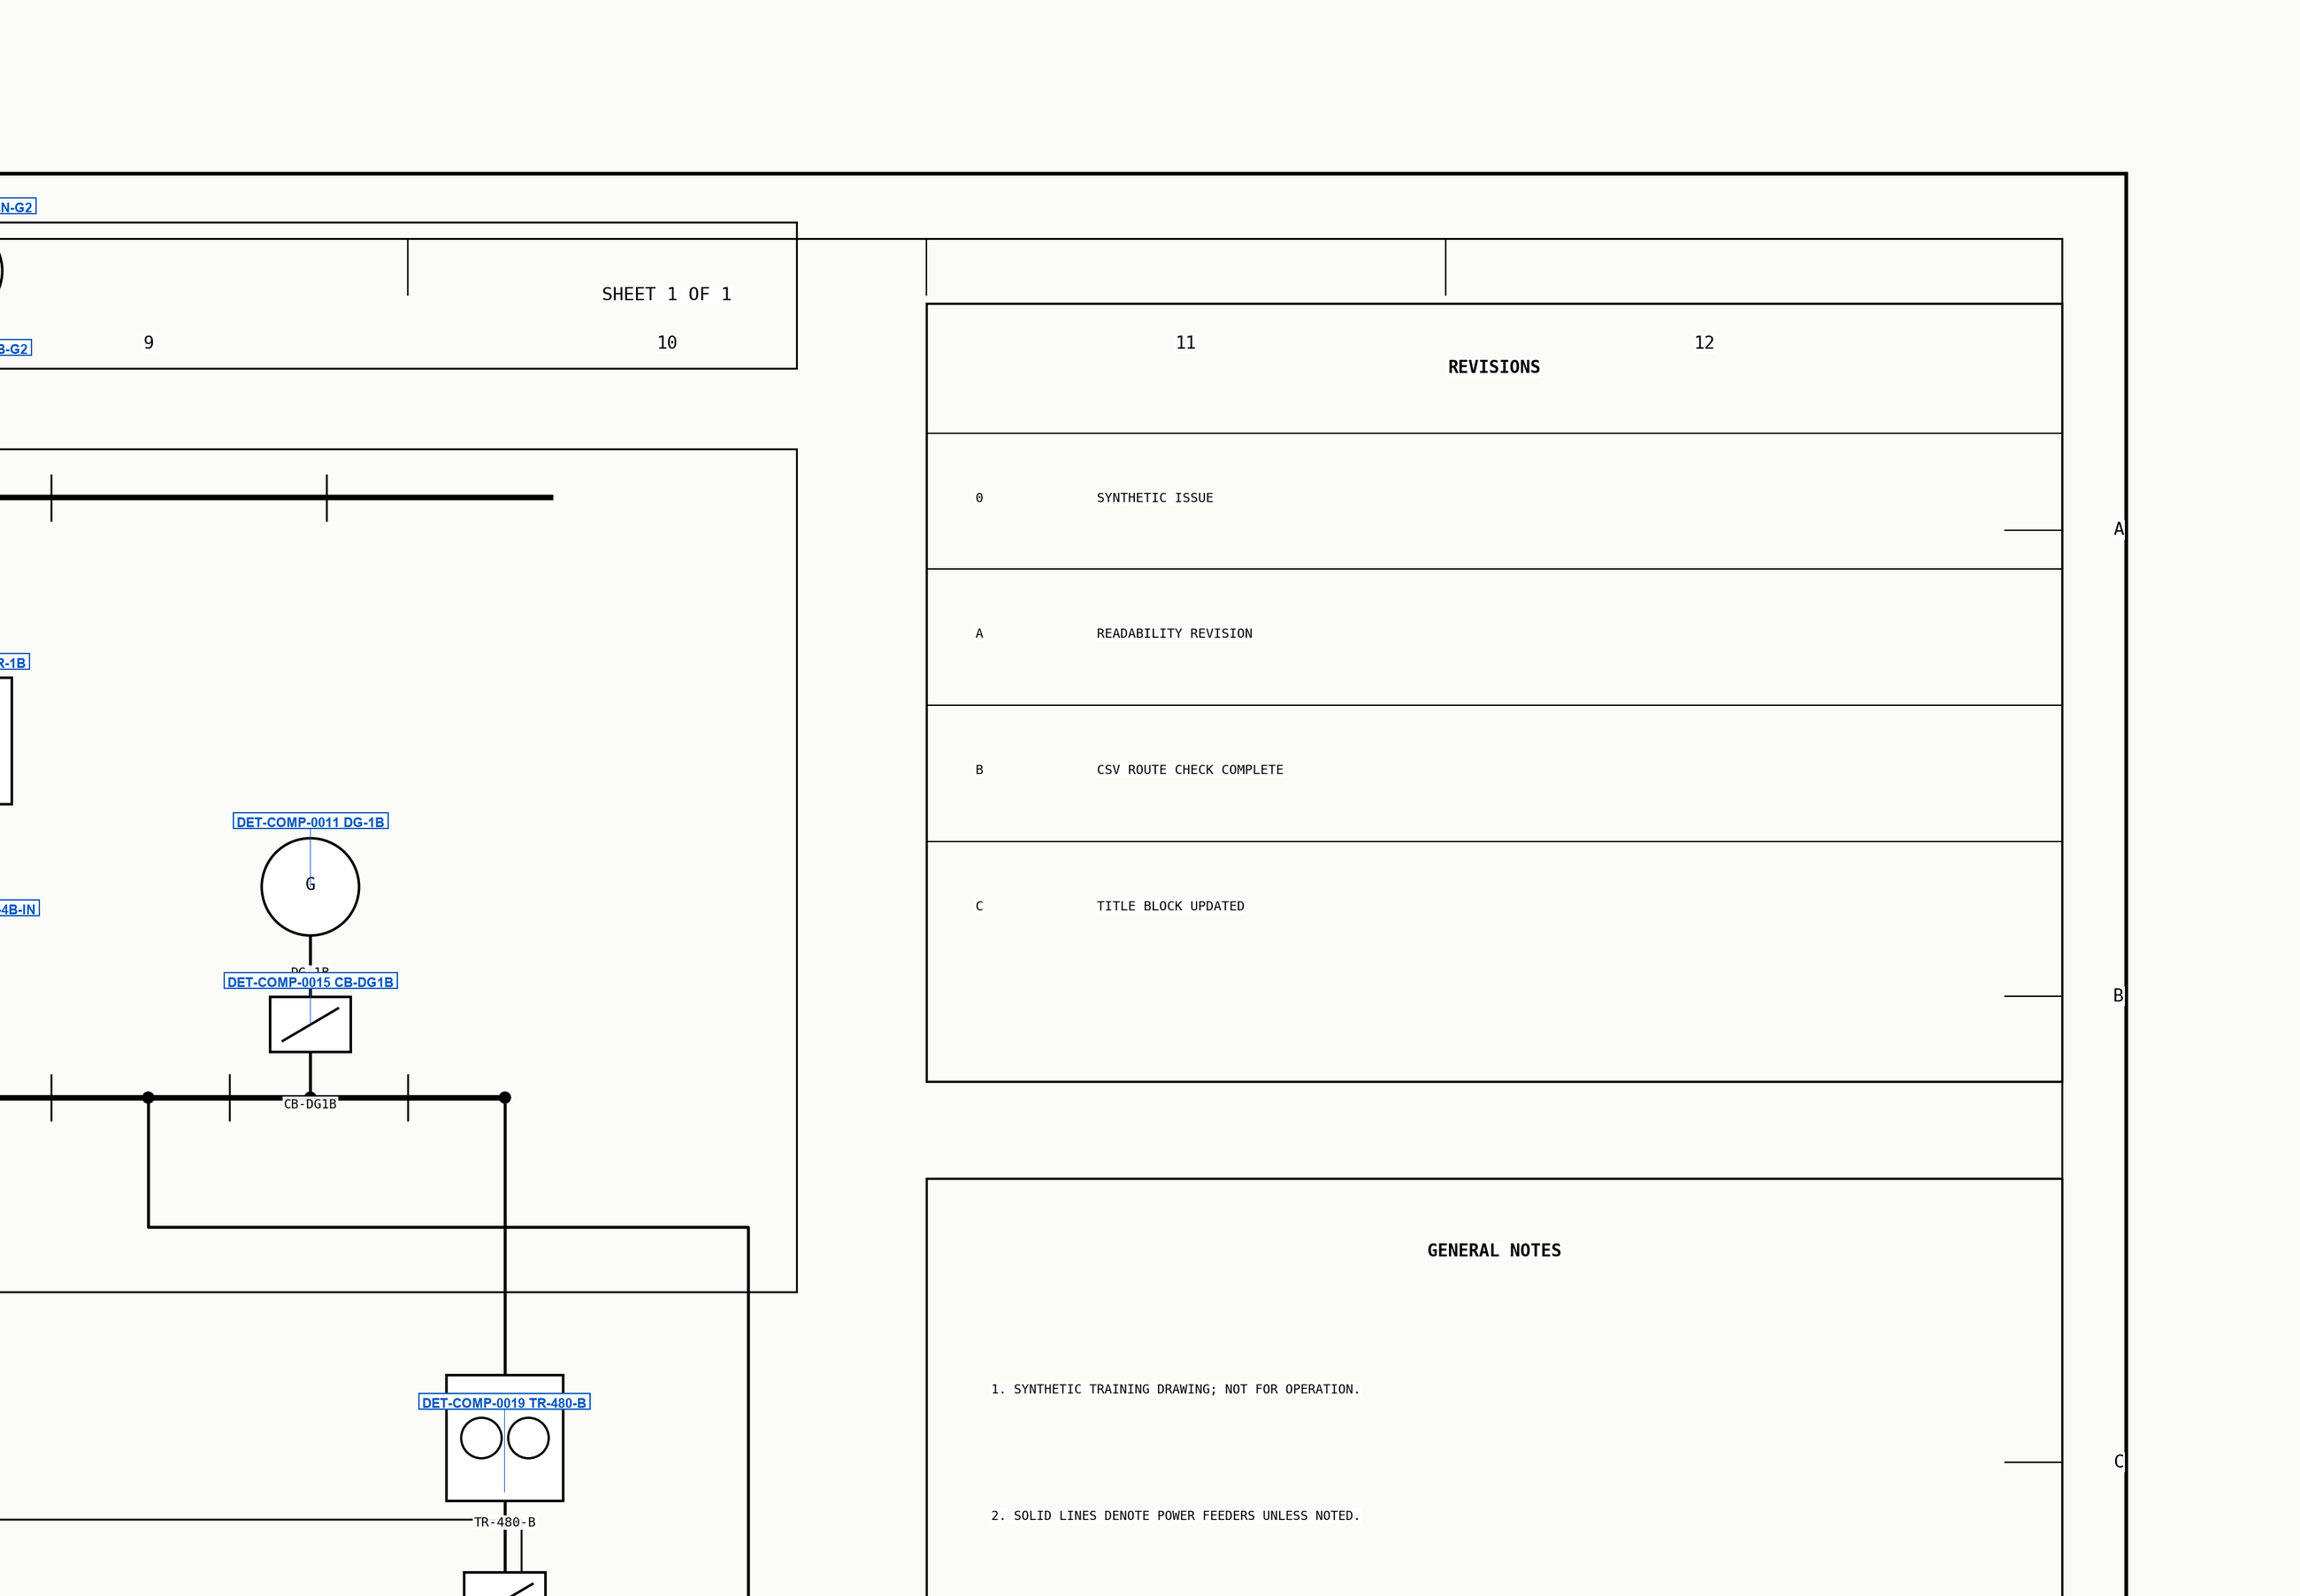 N-G2
SHEET 1 OF 1
B-G2
9
10
11
12
REVISIONS
0 SYNTHETIC ISSUE
A
A READABILITY REVISION
R-1B
B CSV ROUTE CHECK COMPLETE
DET-COMP-0011 DG-1B
G
-4B-IN
C TITLE BLOCK UPDATED
DG-1B
DET-COMP-0015 CB-DG1B
B
CB-DG1B
GENERAL NOTES
1. SYNTHETIC TRAINING DRAWING; NOT FOR OPERATION.
DET-COMP-0019 TR-480-B
C
2. SOLID LINES DENOTE POWER FEEDERS UNLESS NOTED.
TR-480-B